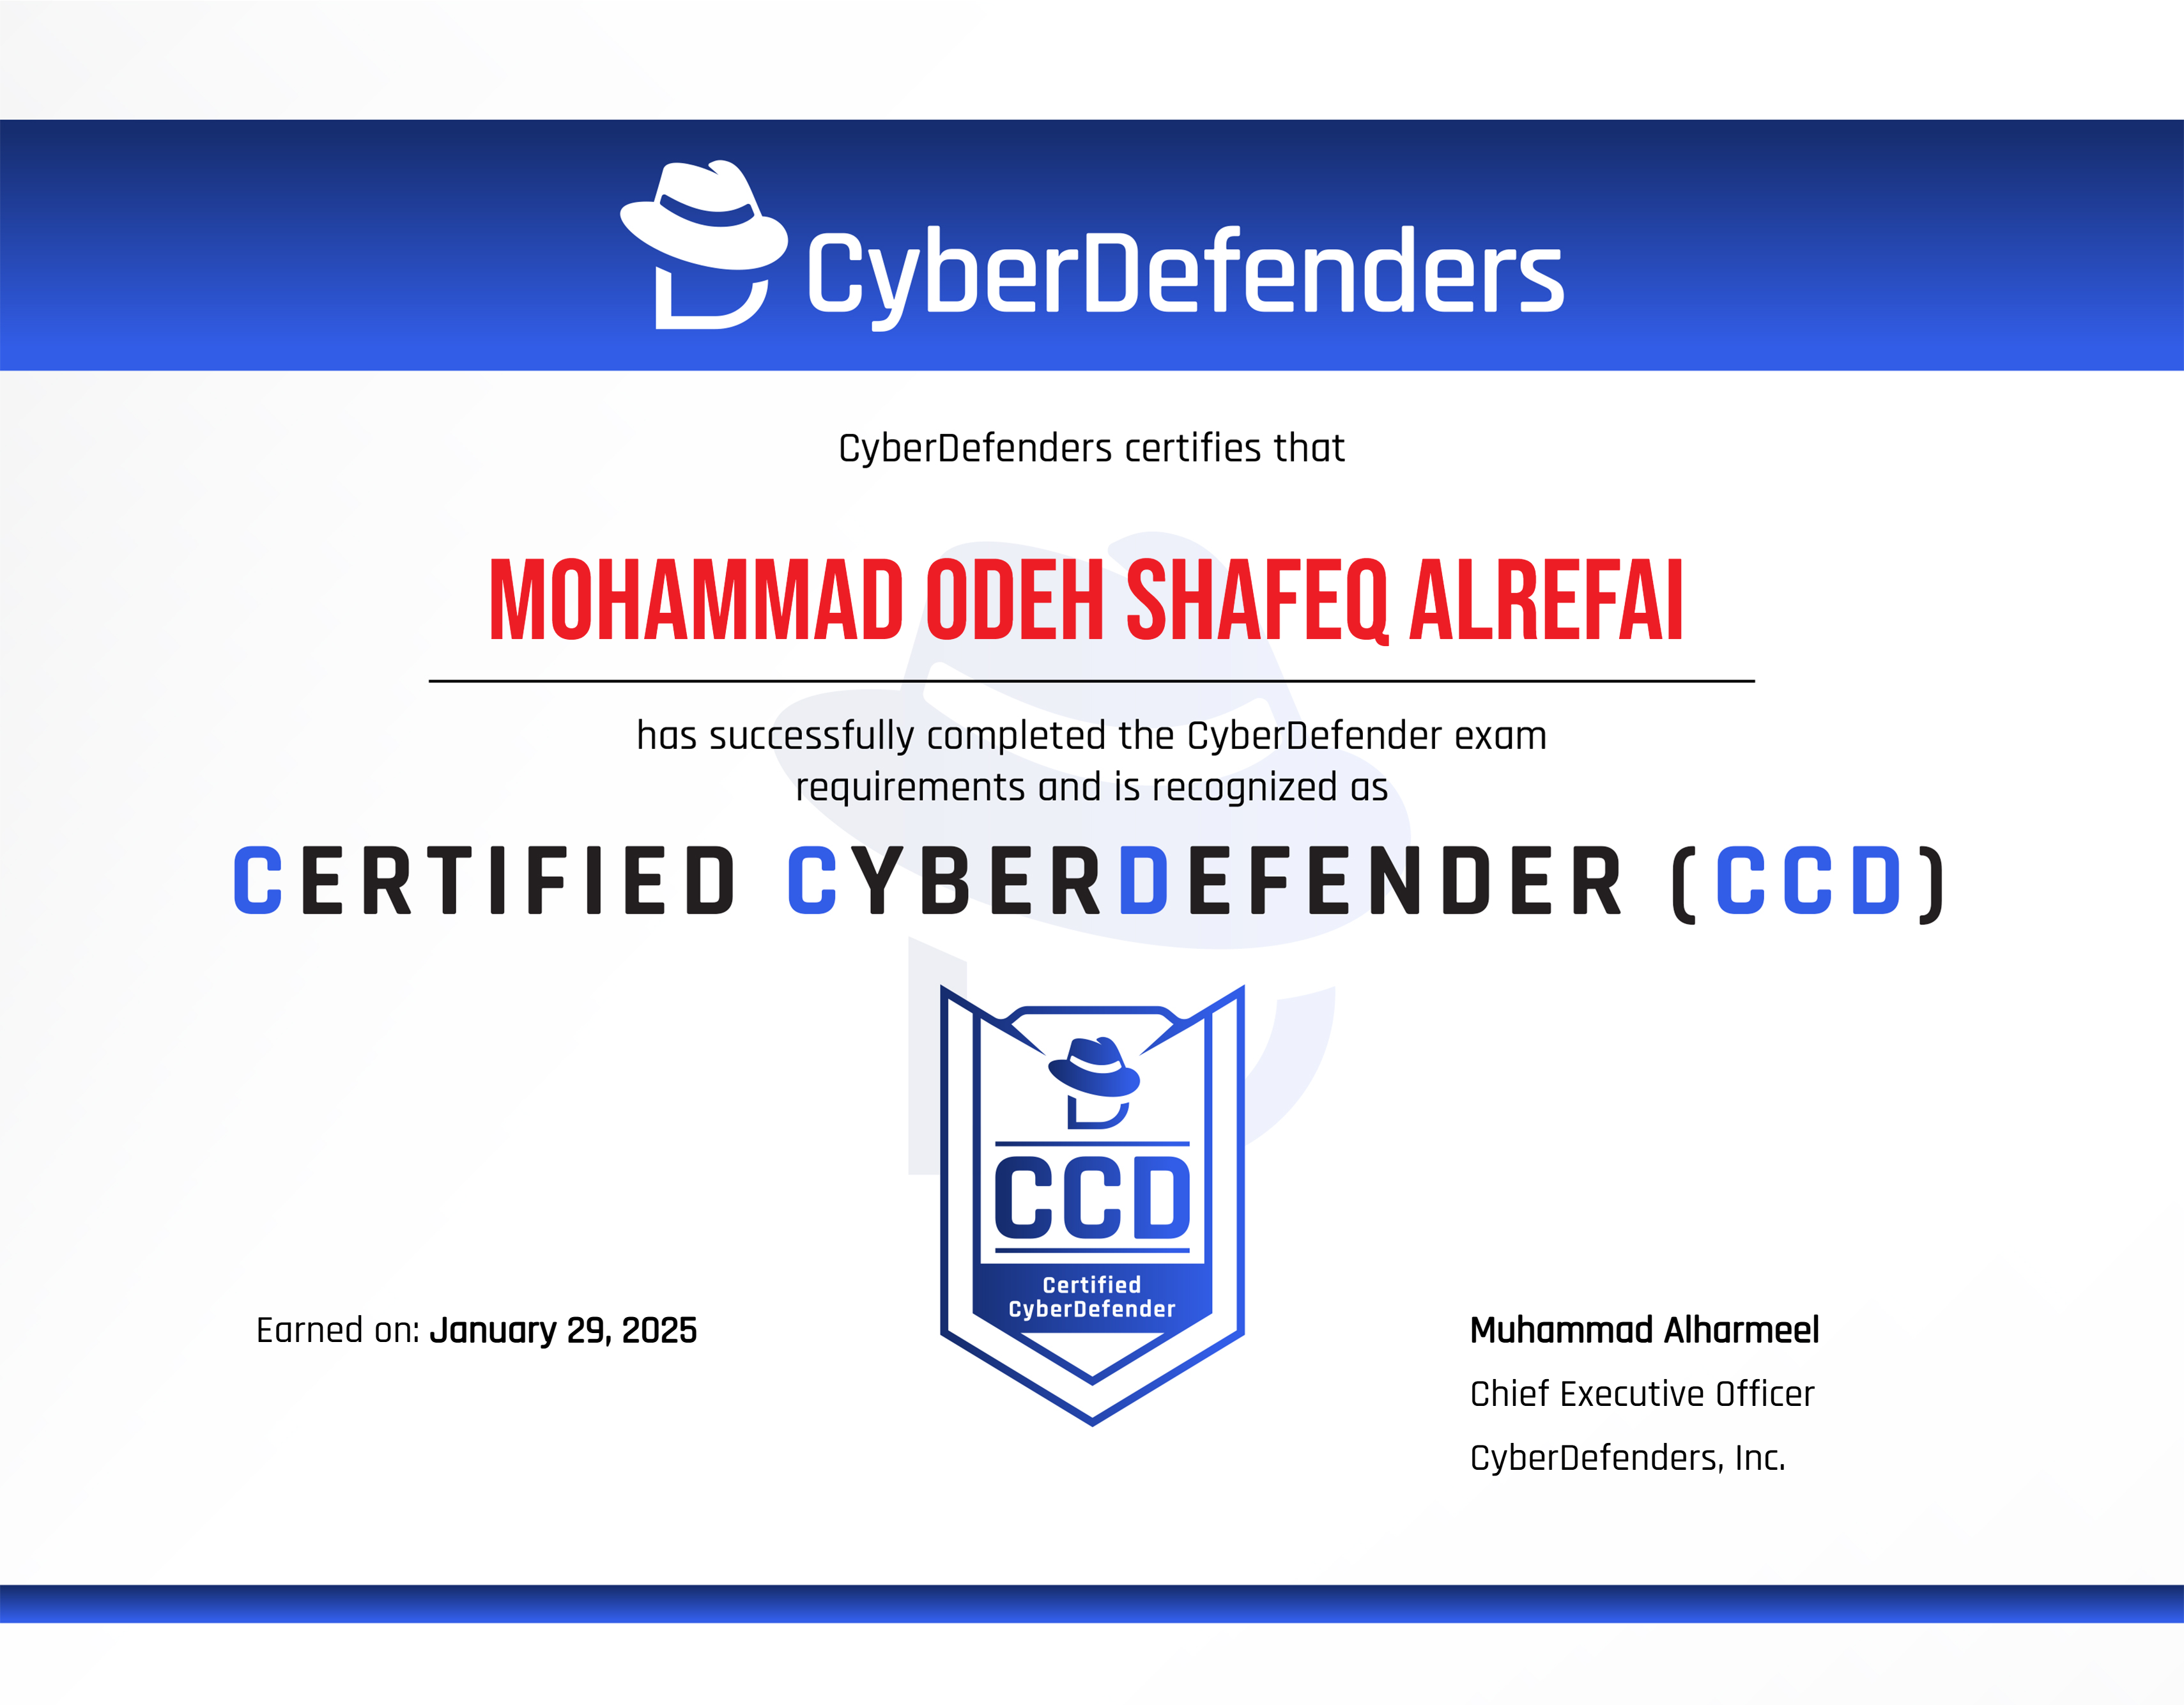 CyberDefenders
CyberDefenders certifies that
MOHAMMAD ODEH SHAFEQ ALREFAI
has successfully completed the CyberDefender exam
requirements and is recognized as
CERTIFIED CYBERDEFENDER (CCD)
CCD
Certified
CyberDefender
Earned on: January 29, 2025
Muhammad Alharmeel
Chief Executive Officer
CyberDefenders, Inc.